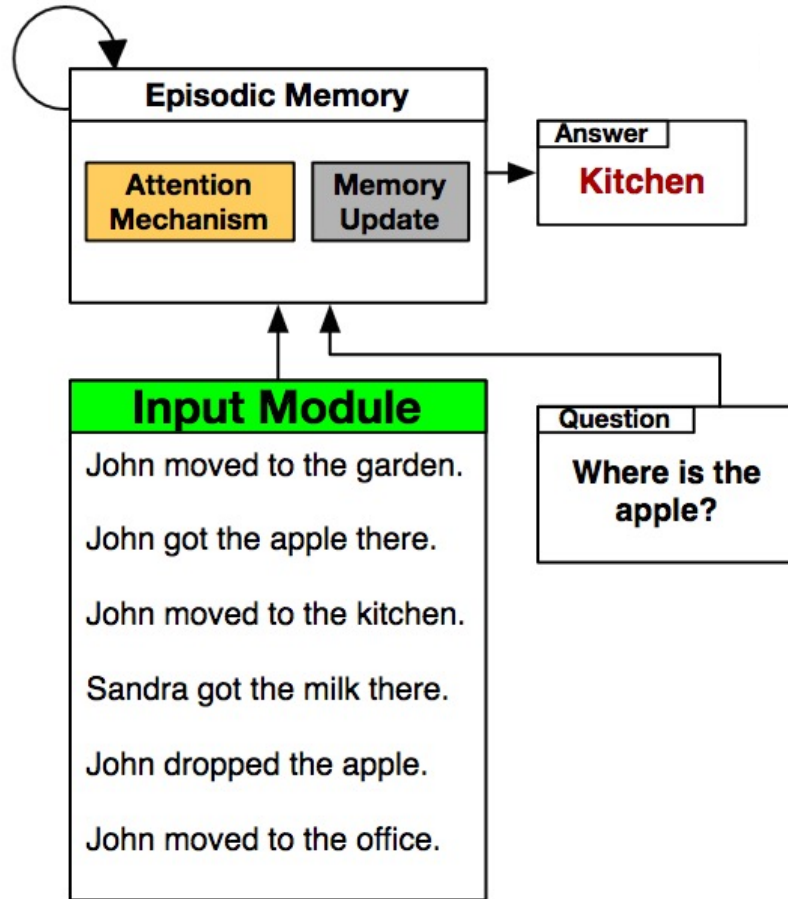 Episodic Memory
Attention
Mechanism
Memory
Update
Answer
Kitchen
Input Module
John moved to the garden.
John got the apple there.
John moved to the kitchen.
Sandra got the milk there.
John dropped the apple.
John moved to the office.
Question
Where is the
apple?